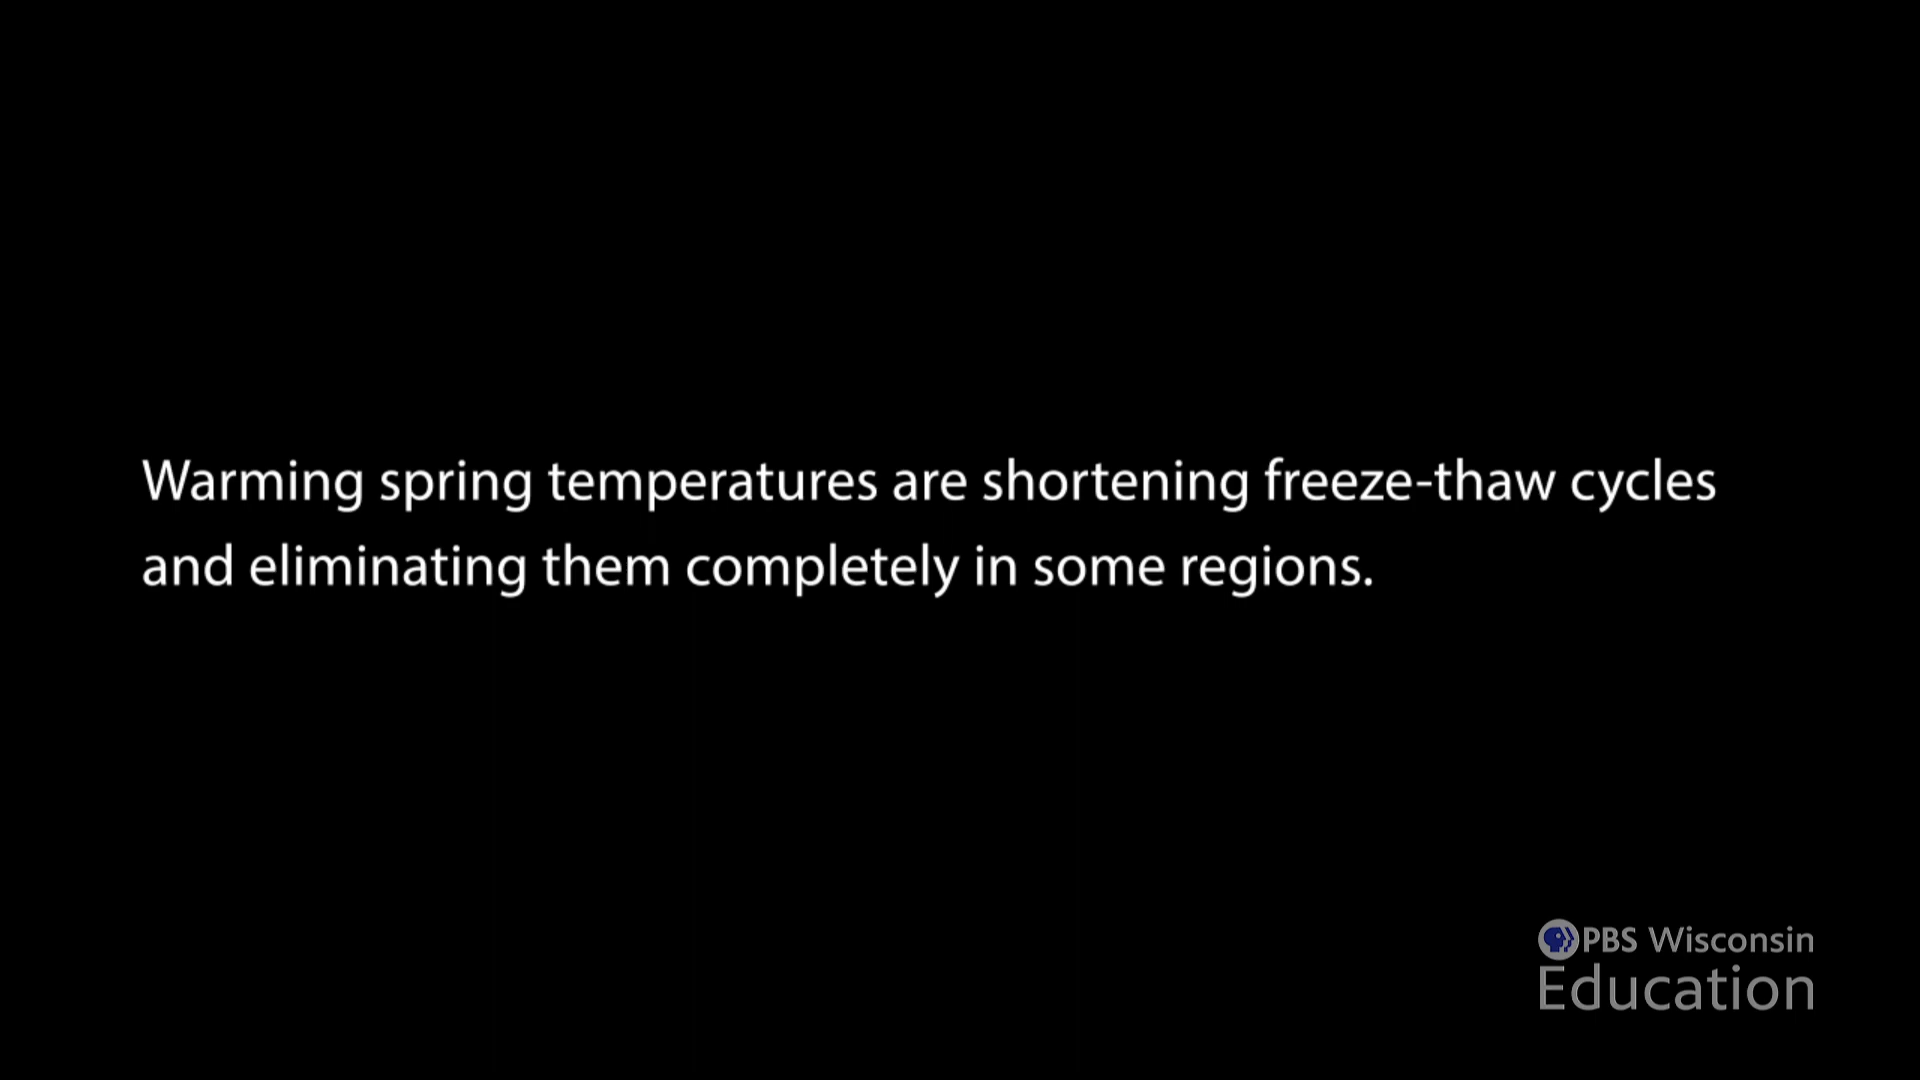 Warming spring temperatures are shortening freeze-thaw cycles
and eliminating them completely in some regions.
PBS Wisconsin
Education